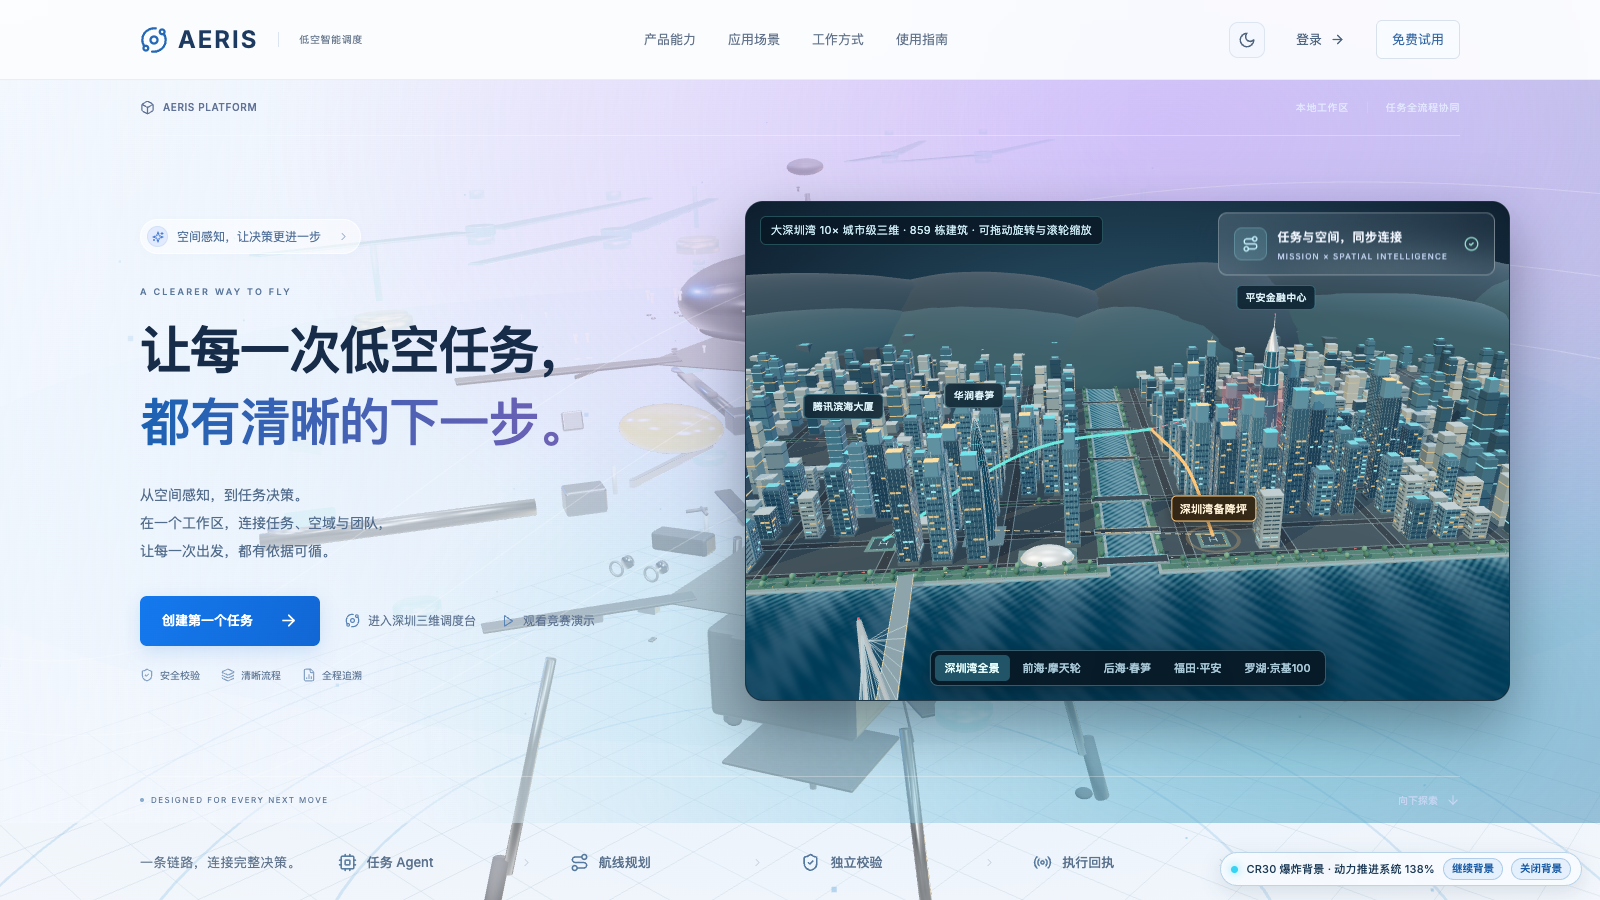 AERIS
低空智能调度
产品能力
应用场景
工作方式
使用指南
登录
免费试用
AERIS PLATFORM
本地工作区
任务全流程协同
空间感知，让决策更进一步
A CLEARER WAY TO FLY
让每一次低空任务，
都有清晰的下一步。
从空间感知，到任务决策。
在一个工作区，连接任务、空域与团队，
让每一次出发，都有依据可循。
创建第一个任务
进入深圳三维调度台
观看竞赛演示
安全校验
清晰流程
全程追溯
大深圳湾 10× 城市级三维 · 859 栋建筑 · 可拖动旋转与滚轮缩放
任务与空间，同步连接
MISSION × SPATIAL INTELLIGENCE
平安金融中心
华润春笋
腾讯滨海大厦
深圳湾备降坪
深圳湾全景
前海·摩天轮
后海·春笋
福田·平安
罗湖·京基100
DESIGNED FOR EVERY NEXT MOVE
向下探索
一条链路，连接完整决策。
任务 Agent
航线规划
独立校验
执行回执
CR30 爆炸背景 · 动力推进系统 138%
继续背景
关闭背景